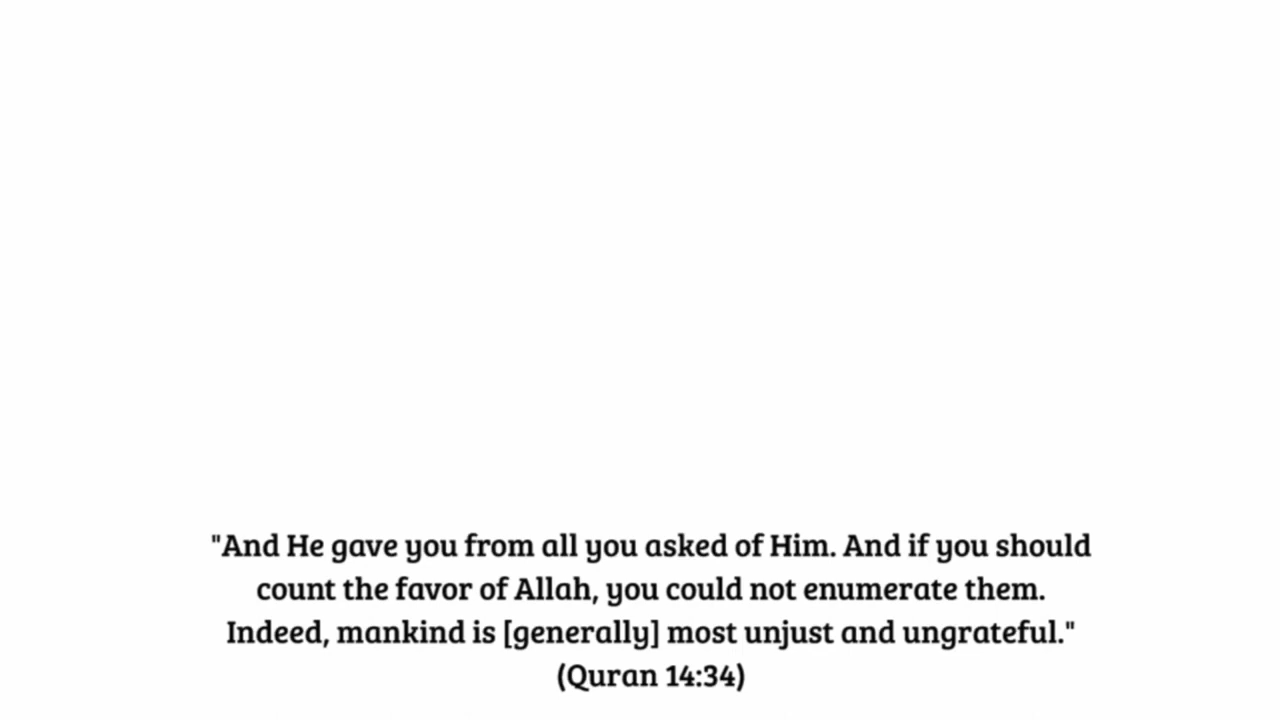 "And He gave you from all you asked of Him. And if you should
count the favor of Allah, you could not enumerate them.
Indeed, mankind is [generally] most unjust and ungrateful."
(Quran 14:34)